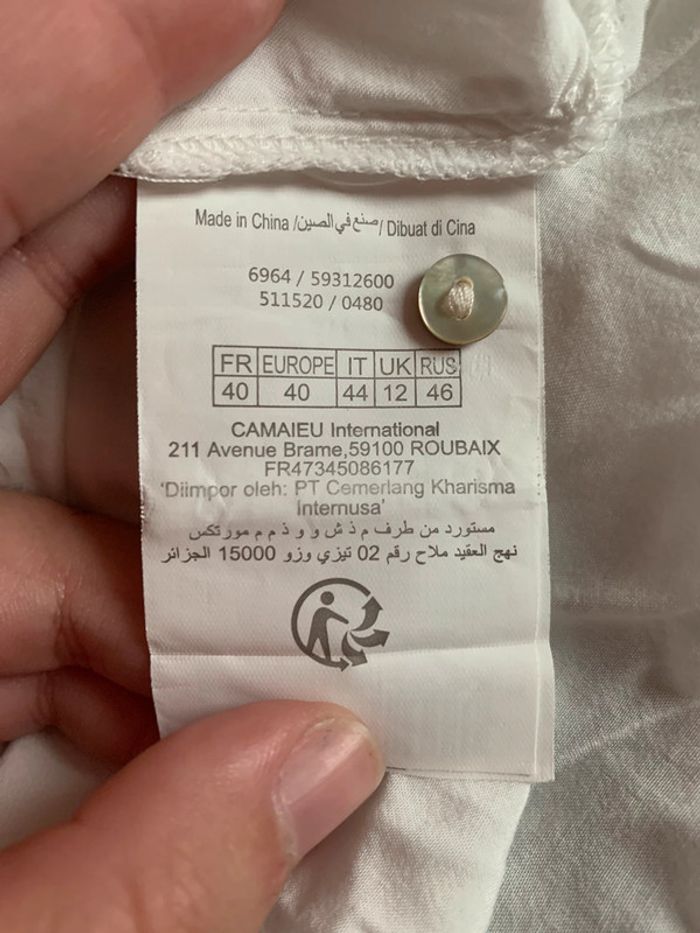 Made in China /صنع في الصين/ Dibuat di Cina
6964 / 59312600
511520 / 0480
FR EUROPE IT UK RUS
40 40 44 12 46
CAMAIEU International
211 Avenue Brame,59100 ROUBAIX
FR47345086177
'Diimpor oleh: PT Cemerlang Kharisma
Internusa'
مستورد من طرف م ذ ش و و ذ م م مورتكس
نهج العقيد ملاح رقم 02 تيزي وزو 15000 الجزائر